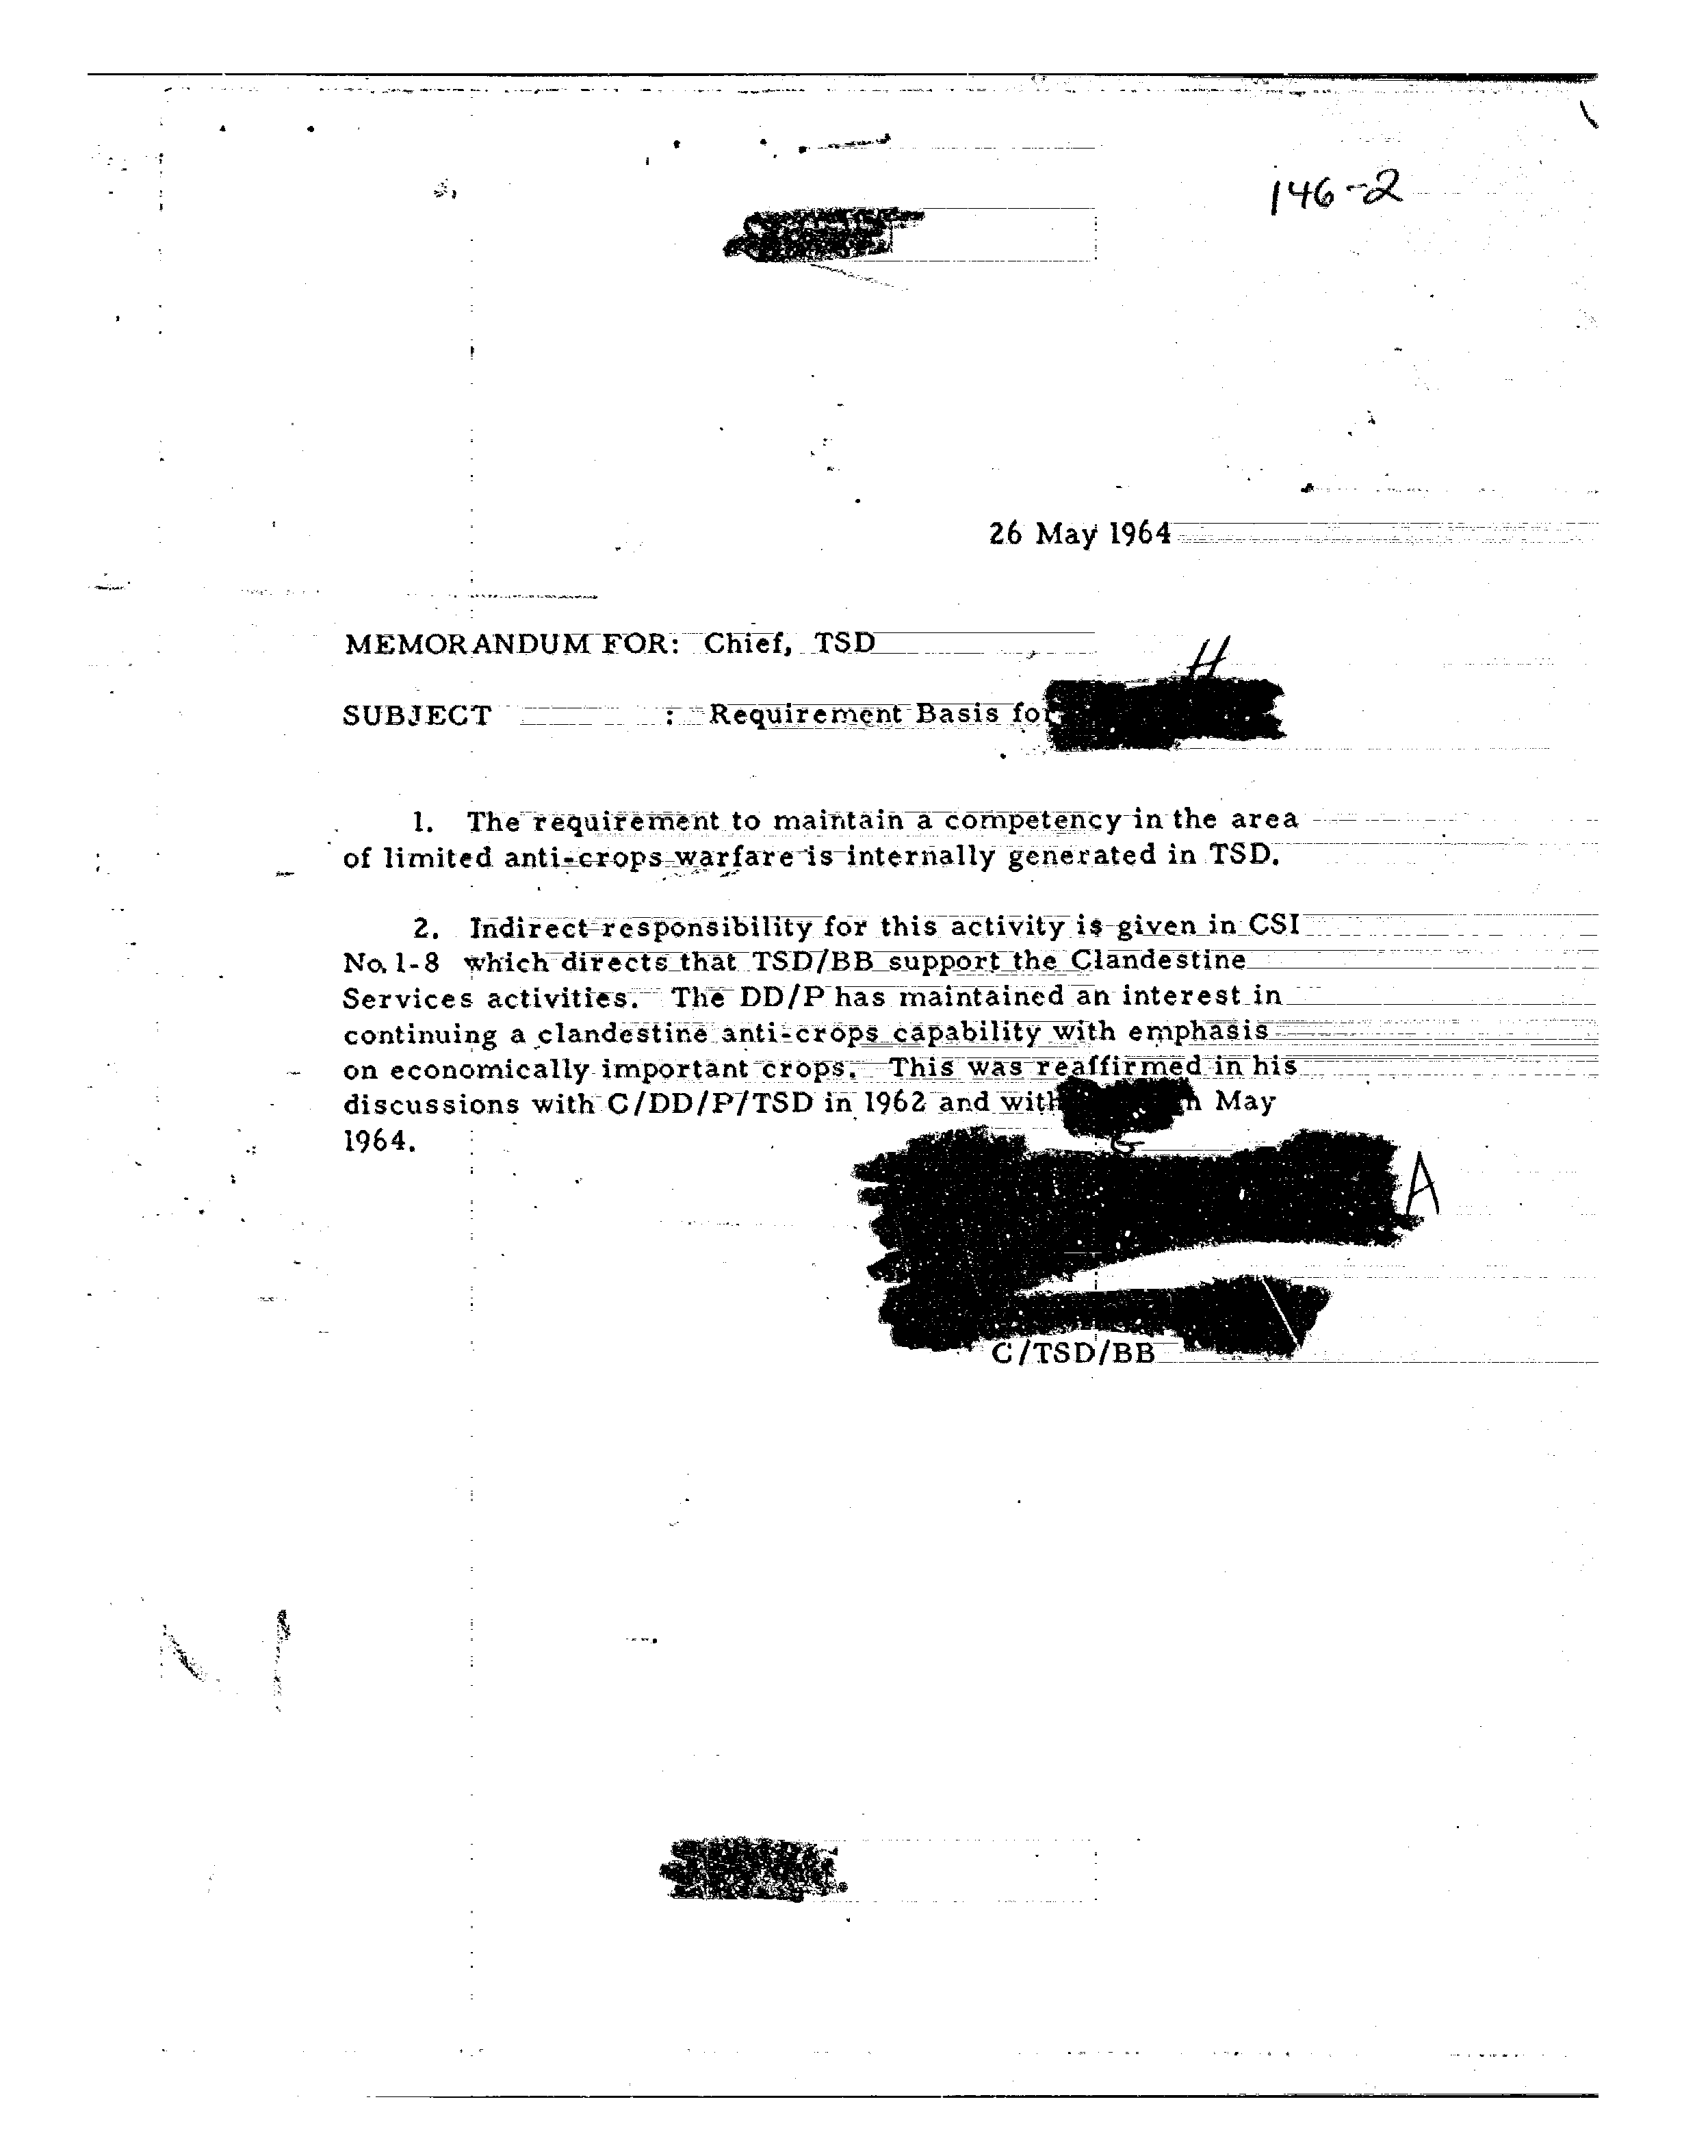 146-2
26 May 1964
MEMORANDUM FOR: Chief, TSD
H
SUBJECT : Requirement Basis for
1. The requirement to maintain a competency in the area
of limited anti-crops warfare is internally generated in TSD.
2. Indirect responsibility for this activity is given in CSI
No. 1-8 which directs that TSD/BB support the Clandestine
Services activities. The DD/P has maintained an interest in
continuing a clandestine anti-crops capability with emphasis
on economically important crops. This was reaffirmed in his
discussions with C/DD/P/TSD in 1962 and with May
1964.
A
C/TSD/BB